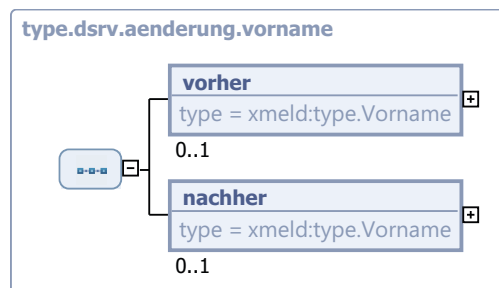 type.dsrv.aenderung.vorname
vorher
type = xmeld:type.Vorname
0..1
nachher
type = xmeld:type.Vorname
0..1